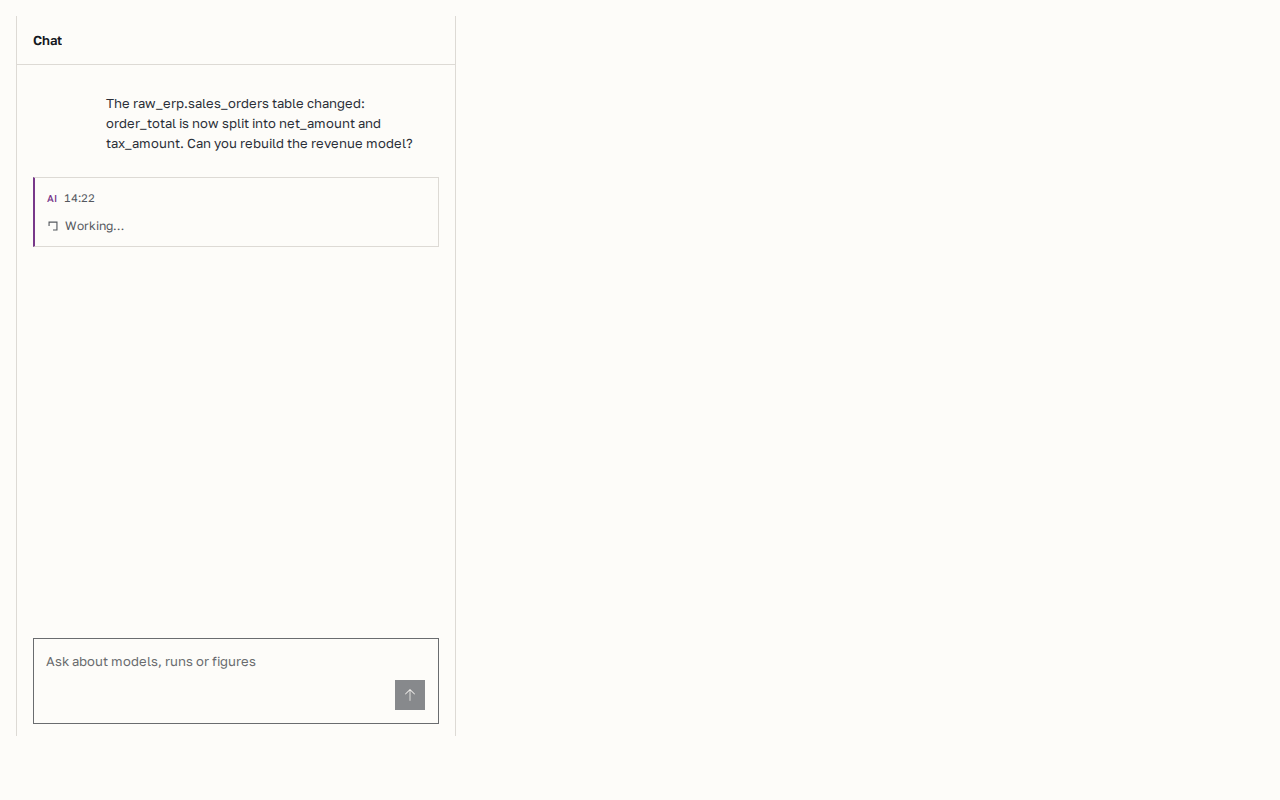 Chat
The raw_erp.sales_orders table changed:
order_total is now split into net_amount and
tax_amount. Can you rebuild the revenue model?
AI 14:22
Working...
Ask about models, runs or figures